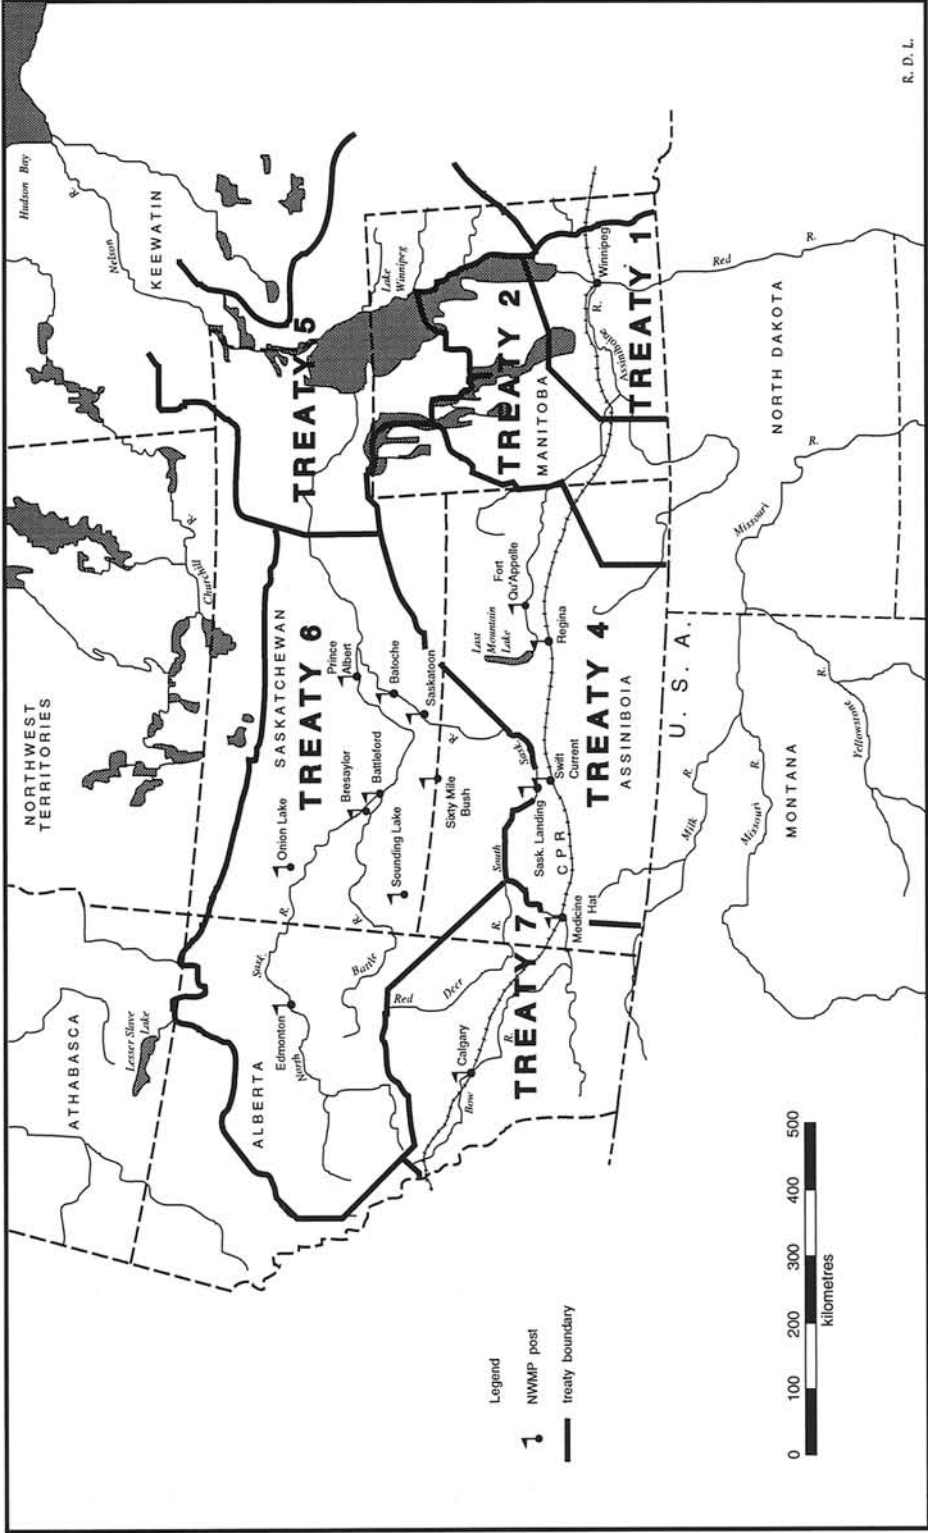 Hudson Bay
R.
Nelson
KEEWATIN
NORTHWEST
TERRITORIES
Churchill
R.
ATHABASCA
Lesser Slave
Lake
SASKATCHEWAN
TREATY 6
TREATY 5
Lake
Winnipeg
ALBERTA
Edmonton
North
Sask.
R.
Onion Lake
Bresaylor
Battleford
Prince
Albert
Batoche
Saskatoon
R.
Sounding Lake
Battle
R.
Sixty Mile
Bush
Red
Deer
R.
South
Sask.
Calgary
Bow
R.
TREATY 7
Medicine
Hat
Sask. Landing
CPR
Swift
Current
TREATY 4
ASSINIBOIA
Last
Mountain
Lake
Fort
Qu'Appelle
Regina
TREATY 2
MANITOBA
Assiniboine
R.
Winnipeg
TREATY 1
Red
R.
U. S. A.
NORTH DAKOTA
Missouri
R.
Milk
R.
Missouri
R.
MONTANA
Yellowstone
R.
Legend
NWMP post
treaty boundary
0 100 200 300 400 500
kilometres
R. D. L.